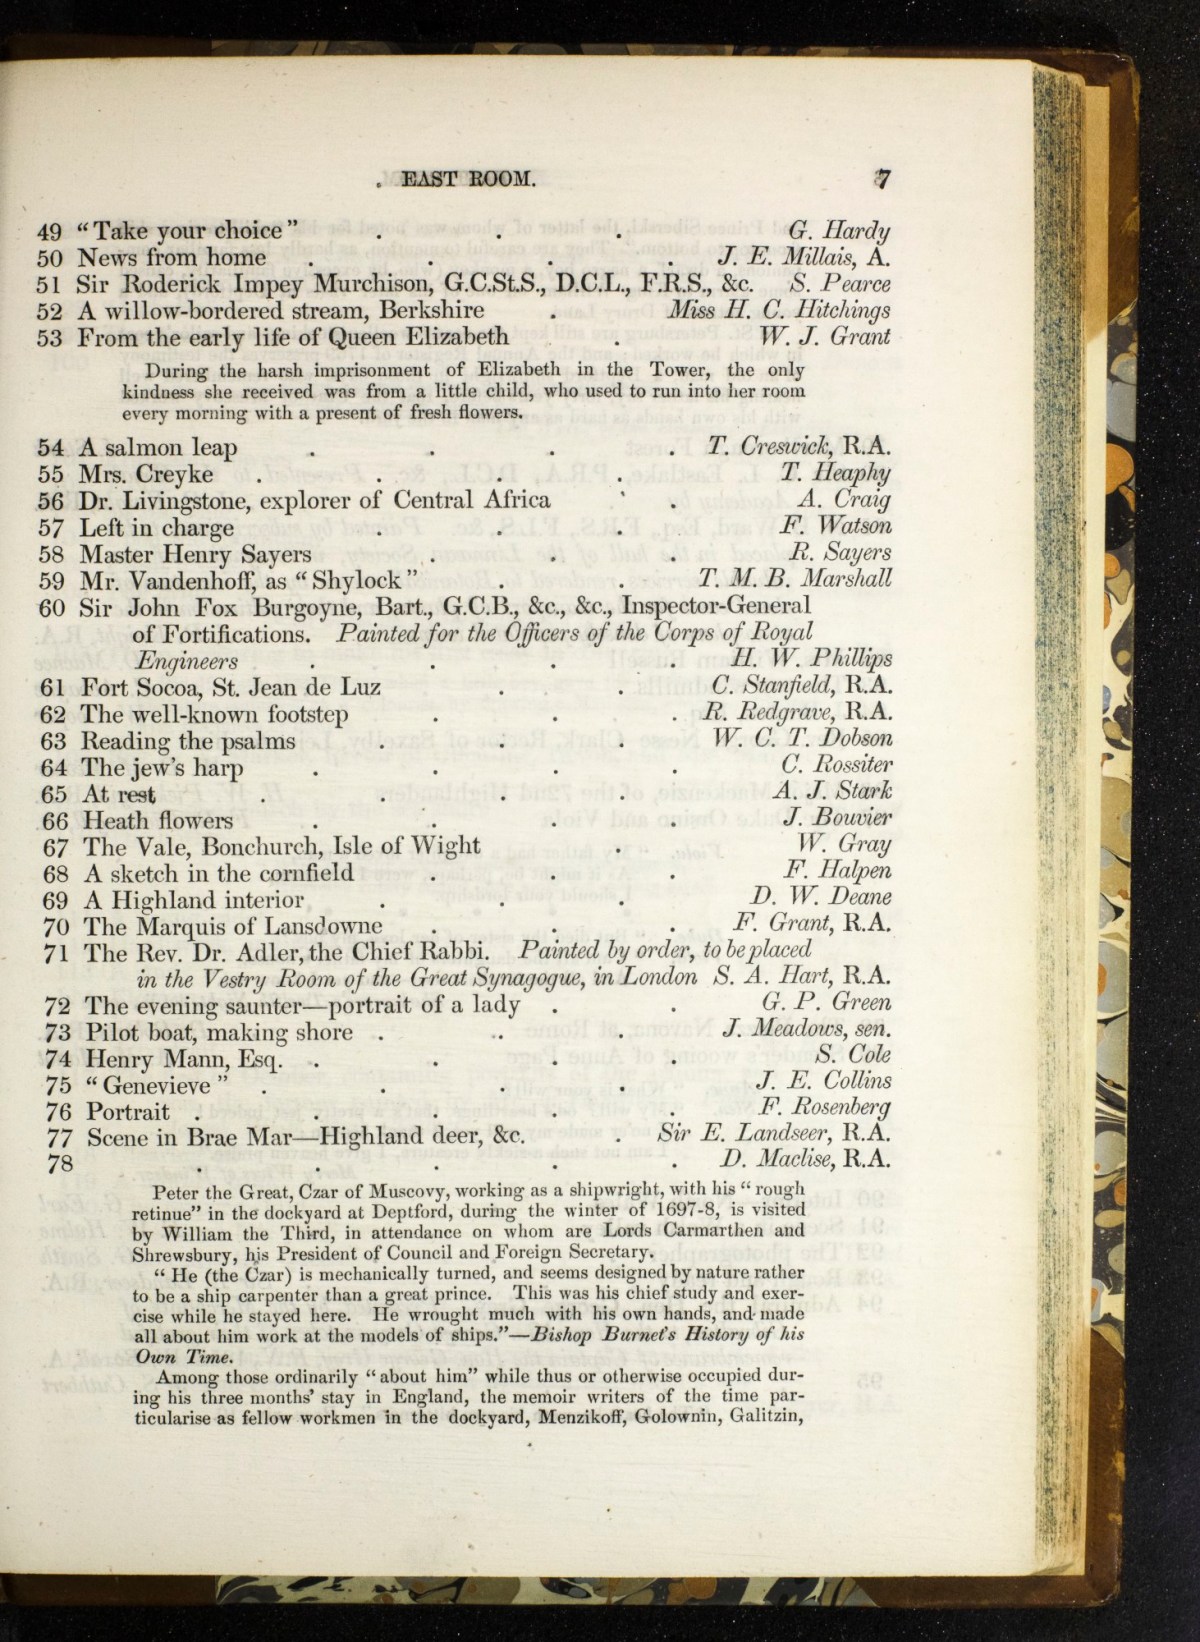 EAST ROOM. 7
49 “Take your choice” . . . G. Hardy
50 News from home . . . . J. E. Millais, A.
51 Sir Roderick Impey Murchison, G.C.St.S., D.C.L., F.R.S., &c. S. Pearce
52 A willow-bordered stream, Berkshire . Miss H. C. Hitchings
53 From the early life of Queen Elizabeth . W. J. Grant
During the harsh imprisonment of Elizabeth in the Tower, the only
kindness she received was from a little child, who used to run into her room
every morning with a present of fresh flowers.
54 A salmon leap . . . . T. Creswick, R.A.
55 Mrs. Creyke . . . . T. Heaphy
56 Dr. Livingstone, explorer of Central Africa . A. Craig
57 Left in charge . . . F. Watson
58 Master Henry Sayers . . . R. Sayers
59 Mr. Vandenhoff, as “Shylock” . . T. M. B. Marshall
60 Sir John Fox Burgoyne, Bart., G.C.B., &c., &c., Inspector-General
of Fortifications. Painted for the Officers of the Corps of Royal
Engineers . . . . H. W. Phillips
61 Fort Socoa, St. Jean de Luz . . C. Stanfield, R.A.
62 The well-known footstep . . . R. Redgrave, R.A.
63 Reading the psalms . . . W. C. T. Dobson
64 The jew’s harp . . . . C. Rossiter
65 At rest . . . . A. J. Stark
66 Heath flowers . . . . J. Bouvier
67 The Vale, Bonchurch, Isle of Wight . W. Gray
68 A sketch in the cornfield . . . F. Halpen
69 A Highland interior . . . D. W. Deane
70 The Marquis of Lansdowne . . . F. Grant, R.A.
71 The Rev. Dr. Adler, the Chief Rabbi. Painted by order, to be placed
in the Vestry Room of the Great Synagogue, in London S. A. Hart, R.A.
72 The evening saunter—portrait of a lady . . G. P. Green
73 Pilot boat, making shore . . . J. Meadows, sen.
74 Henry Mann, Esq. . . . . S. Cole
75 “Genevieve” . . . . J. E. Collins
76 Portrait . . . . . F. Rosenberg
77 Scene in Brae Mar—Highland deer, &c. . Sir E. Landseer, R.A.
78 . . . . . D. Maclise, R.A.
Peter the Great, Czar of Muscovy, working as a shipwright, with his “rough
retinue” in the dockyard at Deptford, during the winter of 1697-8, is visited
by William the Third, in attendance on whom are Lords Carmarthen and
Shrewsbury, his President of Council and Foreign Secretary.
“He (the Czar) is mechanically turned, and seems designed by nature rather
to be a ship carpenter than a great prince. This was his chief study and exer-
cise while he stayed here. He wrought much with his own hands, and made
all about him work at the models of ships.”—Bishop Burnet’s History of his
Own Time.
Among those ordinarily “about him” while thus or otherwise occupied dur-
ing his three months’ stay in England, the memoir writers of the time par-
ticularise as fellow workmen in the dockyard, Menzikoff, Golownin, Galitzin,